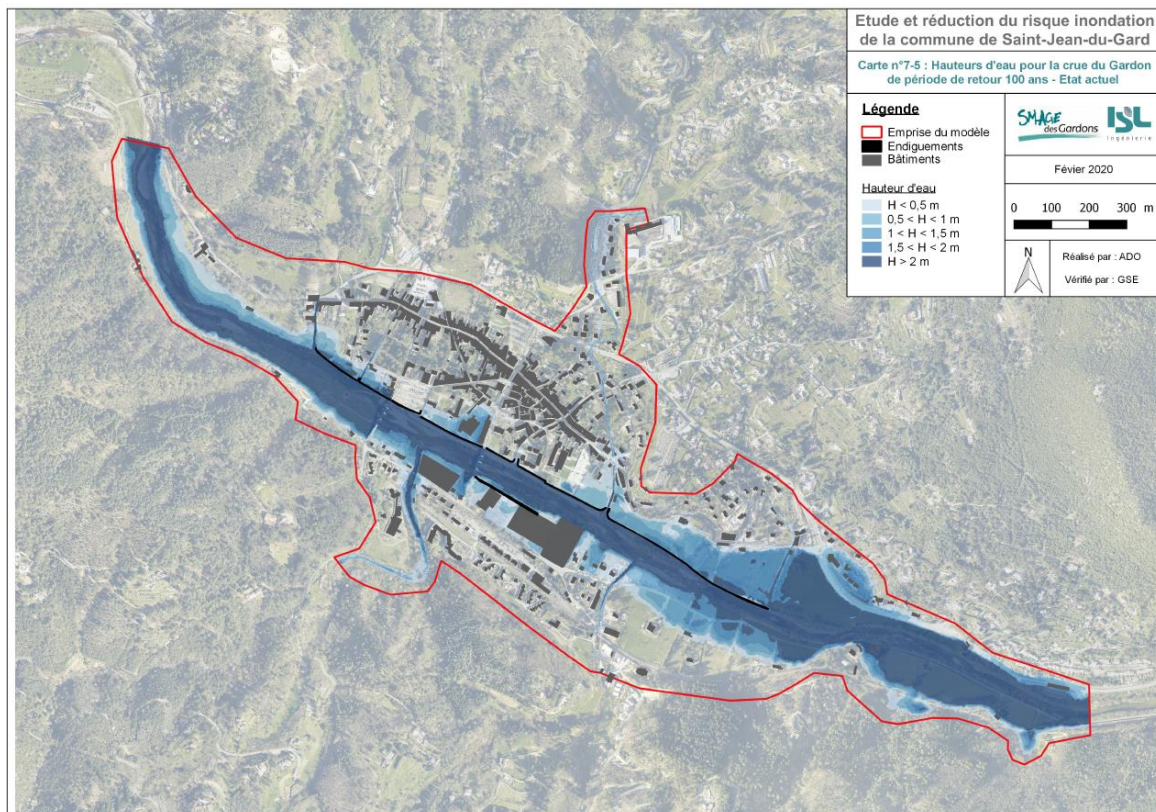 Etude et réduction du risque inondation
de la commune de Saint-Jean-du-Gard
Carte n°7-5 : Hauteurs d'eau pour la crue du Gardon
de période de retour 100 ans - Etat actuel
Légende
Emprise du modèle
Endiguements
Bâtiments
Hauteur d'eau
H < 0,5 m
0,5 < H < 1 m
1 < H < 1,5 m
1,5 < H < 2 m
H > 2 m
SMAGE
des Gardons
ISL
Ingénierie
Févier 2020
0 100 200 300 m
N
Réalisé par : ADO
Vérifié par : GSE